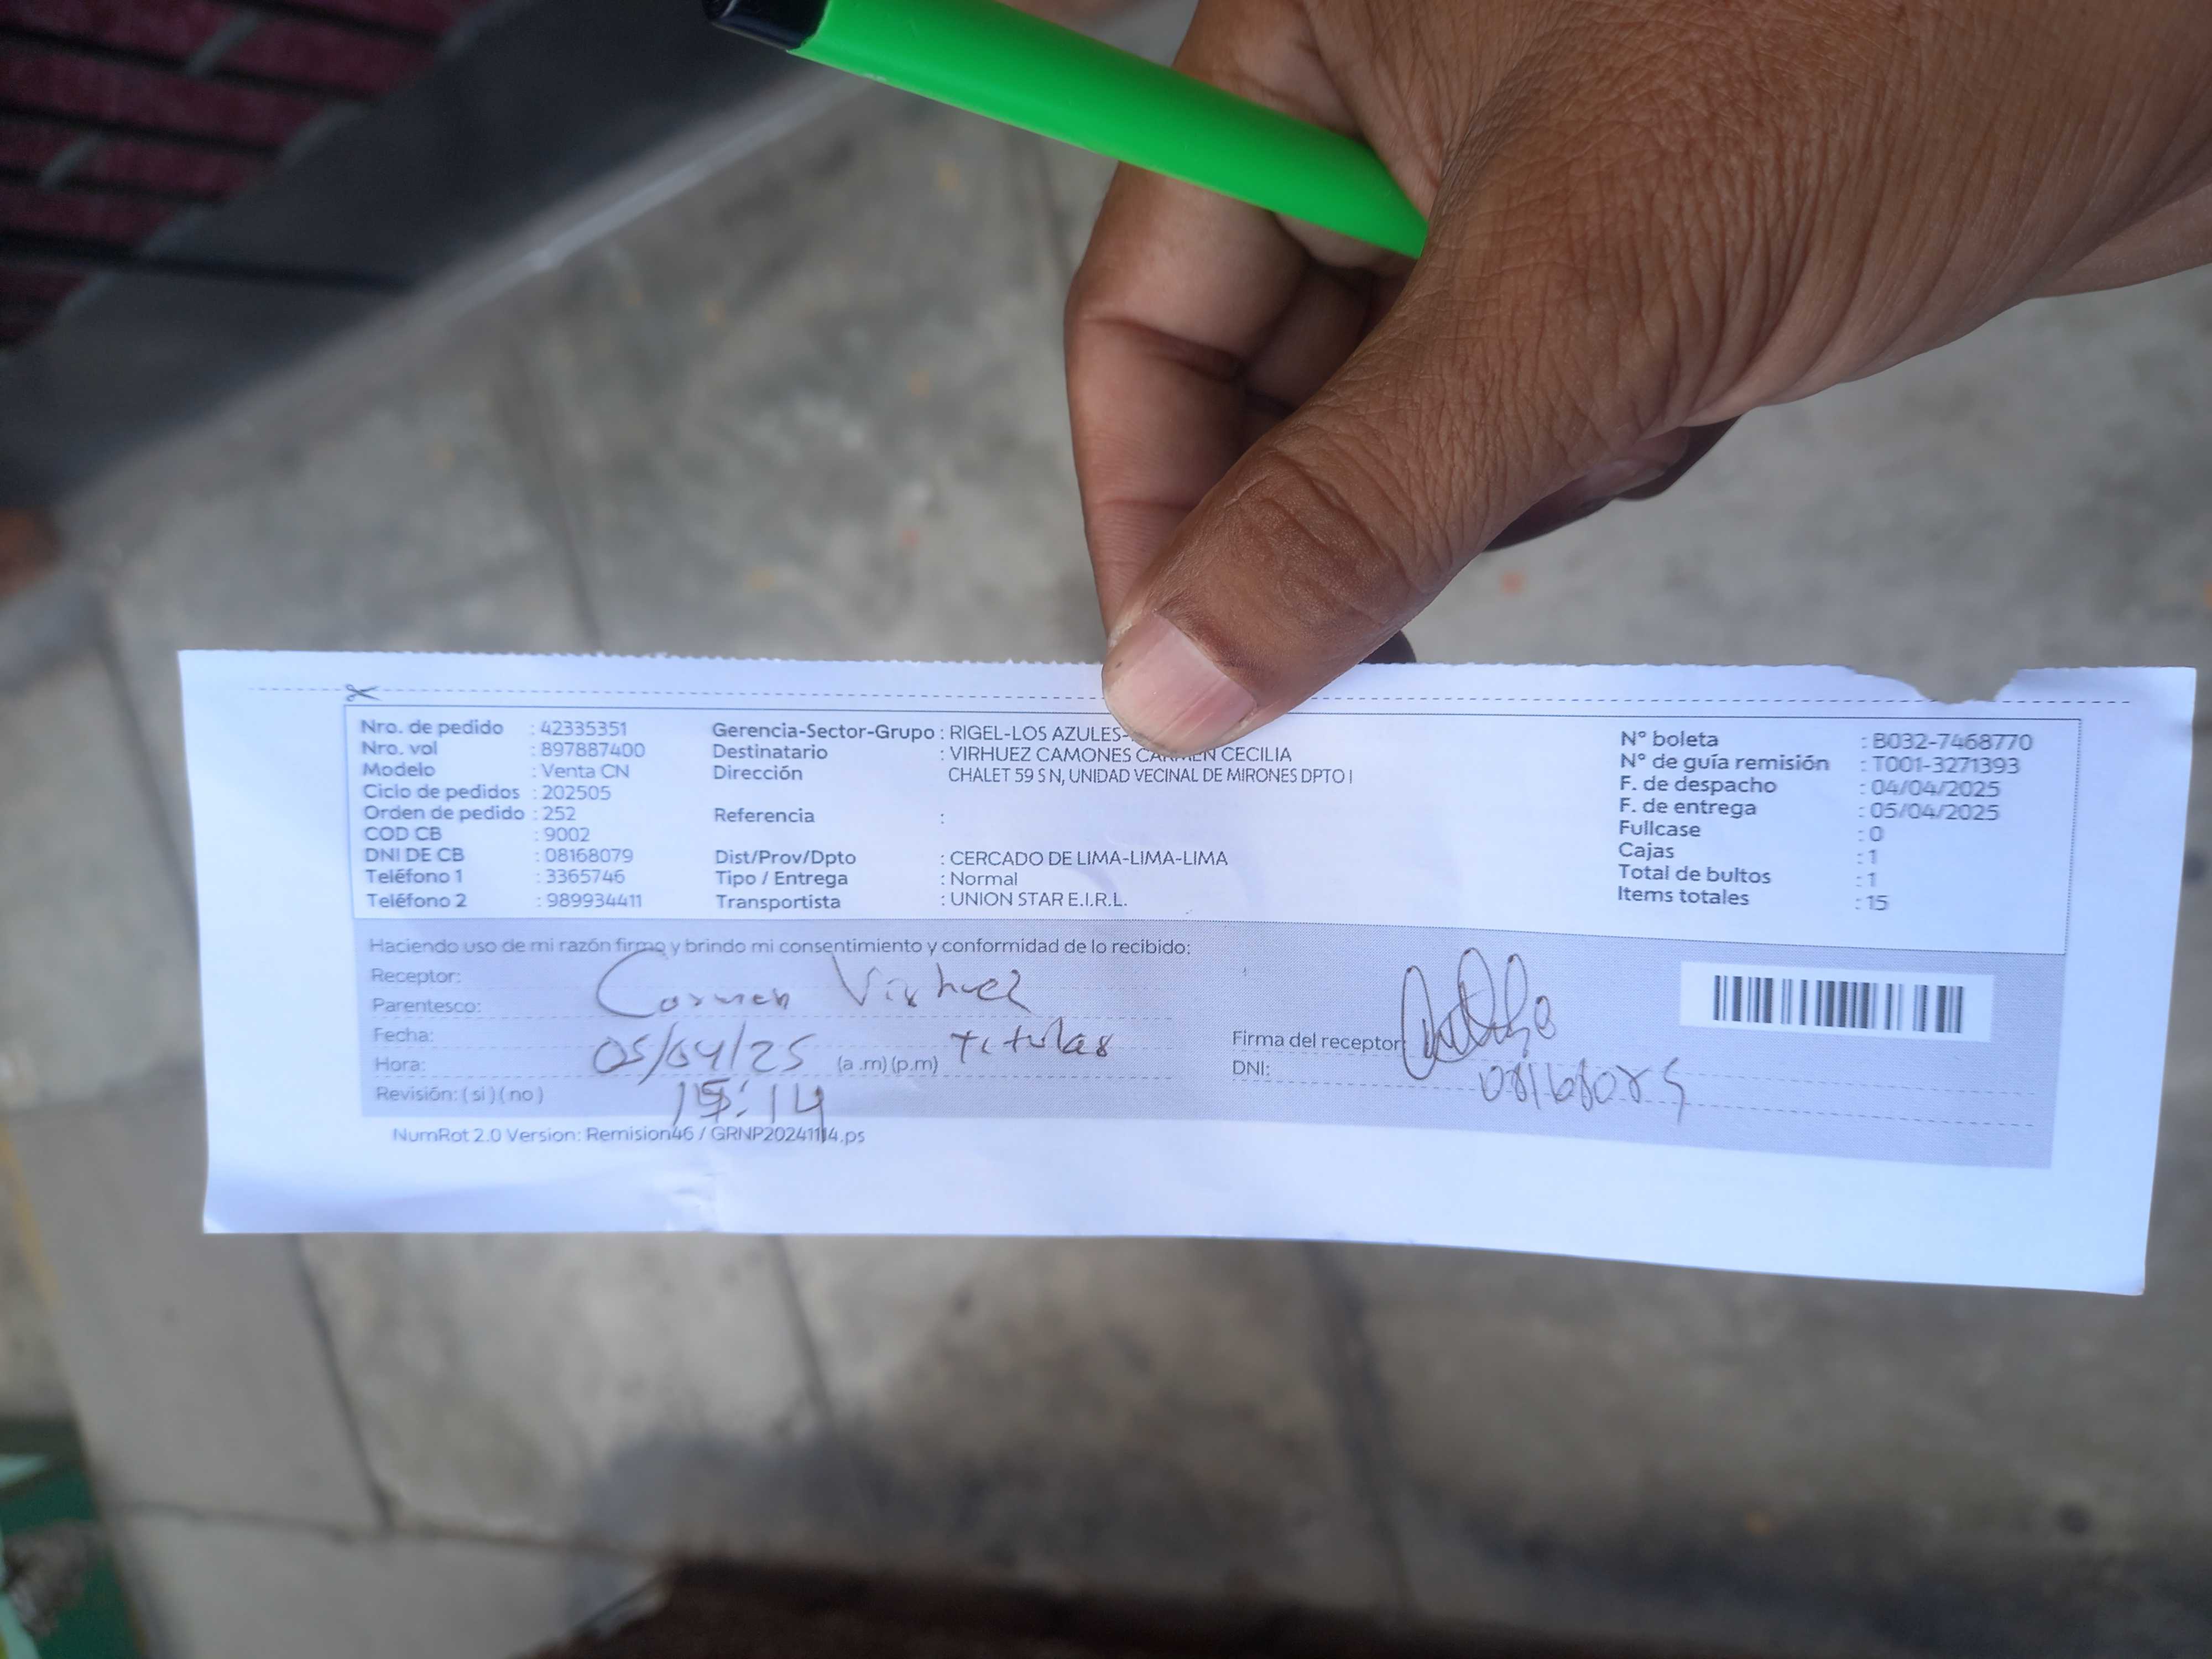 Nro. de pedido : 42335351
Nro. vol : 897887400
Modelo : Venta CN
Ciclo de pedidos : 202505
Orden de pedido : 252
COD CB : 9002
DNI DE CB : 08168079
Teléfono 1 : 3365746
Teléfono 2 : 989934411
Gerencia-Sector-Grupo : RIGEL-LOS AZULES-
Destinatario : VIRHUEZ CAMONES CARMEN CECILIA
Dirección CHALET 59 S N, UNIDAD VECINAL DE MIRONES DPTO I
Referencia :
Dist/Prov/Dpto : CERCADO DE LIMA-LIMA-LIMA
Tipo / Entrega : Normal
Transportista : UNION STAR E.I.R.L.
N° boleta : B032-7468770
N° de guía remisión : T001-3271393
F. de despacho : 04/04/2025
F. de entrega : 05/04/2025
Fullcase : 0
Cajas : 1
Total de bultos : 1
Items totales : 15
Haciendo uso de mi razón firmo y brindo mi consentimiento y conformidad de lo recibido:
Receptor: Carmen Virhuez
Parentesco: titular
Fecha: 05/04/25
Hora: 15:14 (a .m) (p.m)
Revisión: ( si ) ( no )
Firma del receptor:
DNI:
NumRot 2.0 Version: Remision46 / GRNP20241114.ps